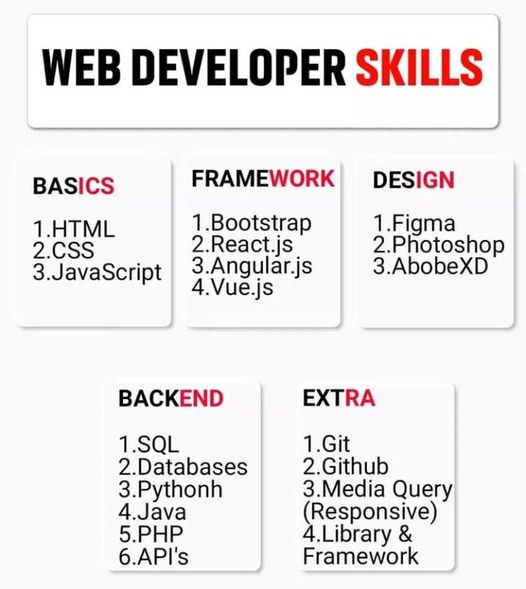 WEB DEVELOPER SKILLS
BASICS
1.HTML
2.CSS
3.JavaScript
FRAMEWORK
1.Bootstrap
2.React.js
3.Angular.js
4.Vue.js
DESIGN
1.Figma
2.Photoshop
3.AbobeXD
BACKEND
1.SQL
2.Databases
3.Pythonh
4.Java
5.PHP
6.API's
EXTRA
1.Git
2.Github
3.Media Query
(Responsive)
4.Library &
Framework